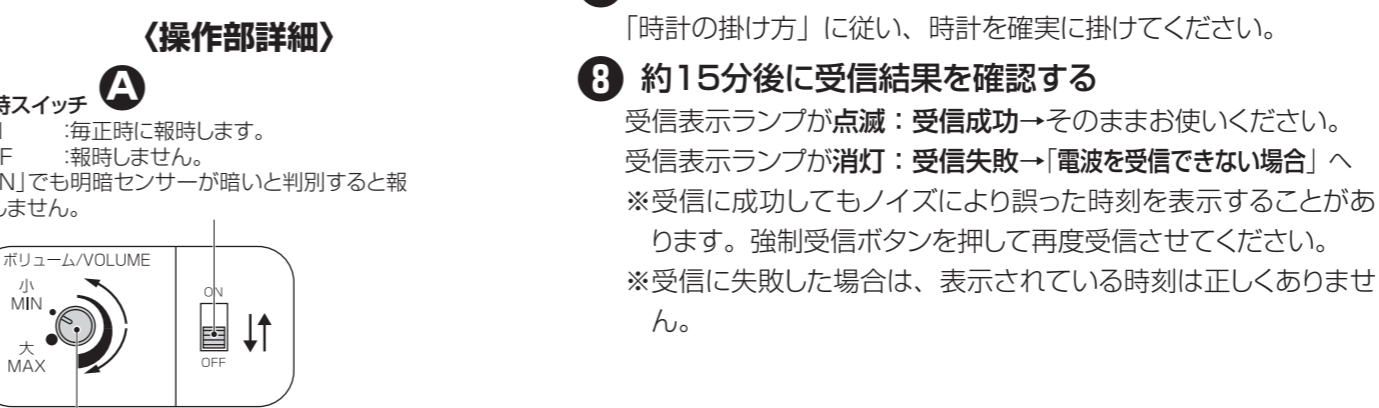 〈操作部詳細〉
A
時スイッチ
:毎正時に報時します。
F :報時しません。
N」でも明暗センサーが暗いと判別すると報
しません。
ボリューム/VOLUME
小
MIN
大
MAX
ON
OFF
「時計の掛け方」に従い、時計を確実に掛けてください。
8 約15分後に受信結果を確認する
受信表示ランプが点滅：受信成功→そのままお使いください。
受信表示ランプが消灯：受信失敗→「電波を受信できない場合」へ
※受信に成功してもノイズにより誤った時刻を表示することがあ
ります。強制受信ボタンを押して再度受信させてください。
※受信に失敗した場合は、表示されている時刻は正しくありませ
ん。